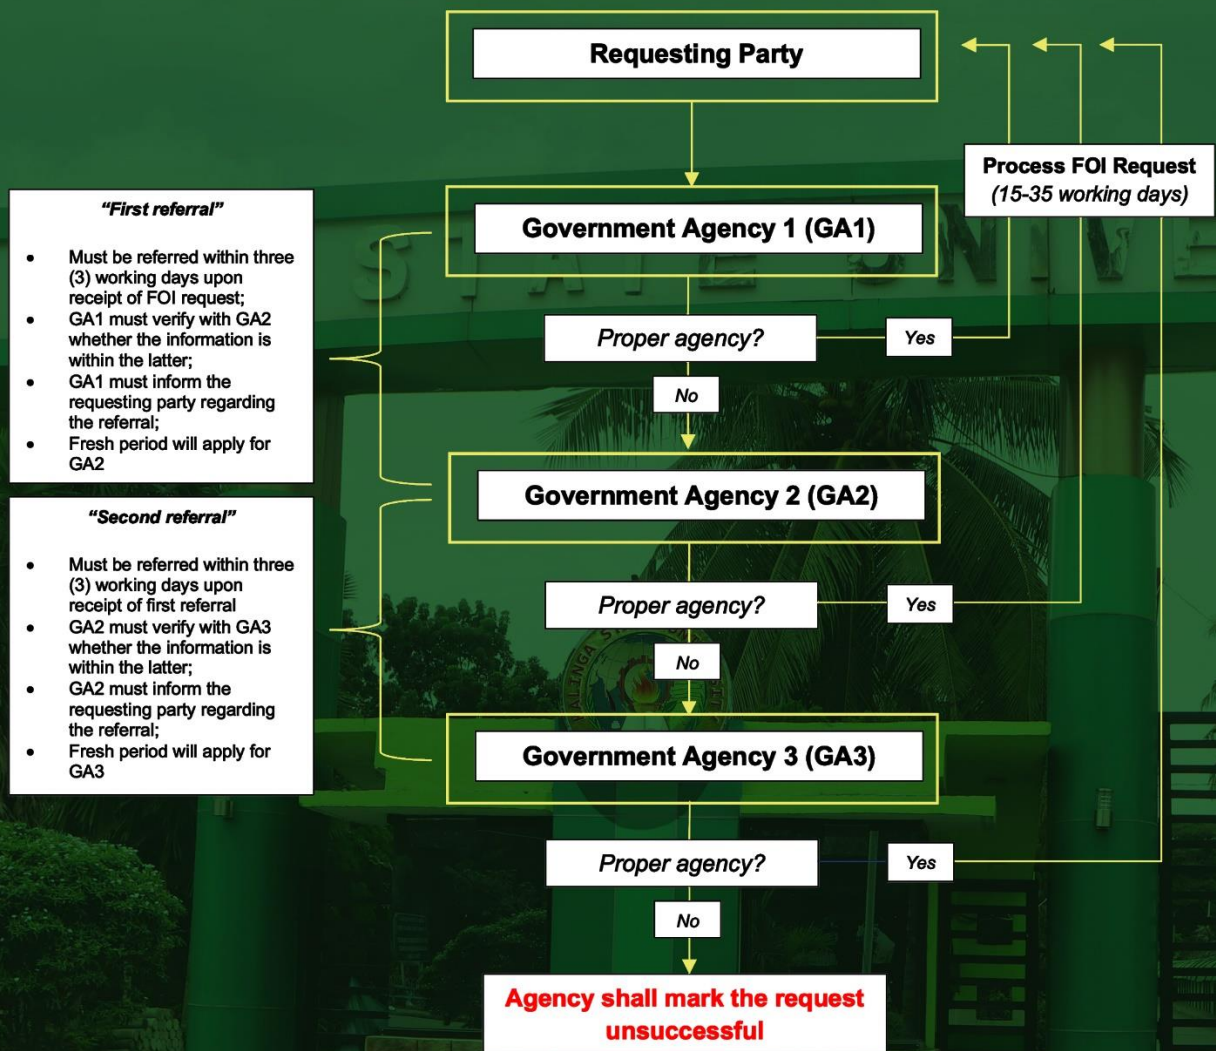 Requesting Party
Process FOI Request
(15-35 working days)
“First referral”
• Must be referred within three
(3) working days upon
receipt of FOI request;
• GA1 must verify with GA2
whether the information is
within the latter;
• GA1 must inform the
requesting party regarding
the referral;
• Fresh period will apply for
GA2
Government Agency 1 (GA1)
STATE UNIVE
Proper agency?
Yes
No
Government Agency 2 (GA2)
“Second referral”
• Must be referred within three
(3) working days upon
receipt of first referral
• GA2 must verify with GA3
whether the information is
within the latter;
• GA2 must inform the
requesting party regarding
the referral;
• Fresh period will apply for
GA3
Proper agency?
Yes
No
KALINGA STATE
Government Agency 3 (GA3)
Proper agency?
Yes
No
Agency shall mark the request
unsuccessful